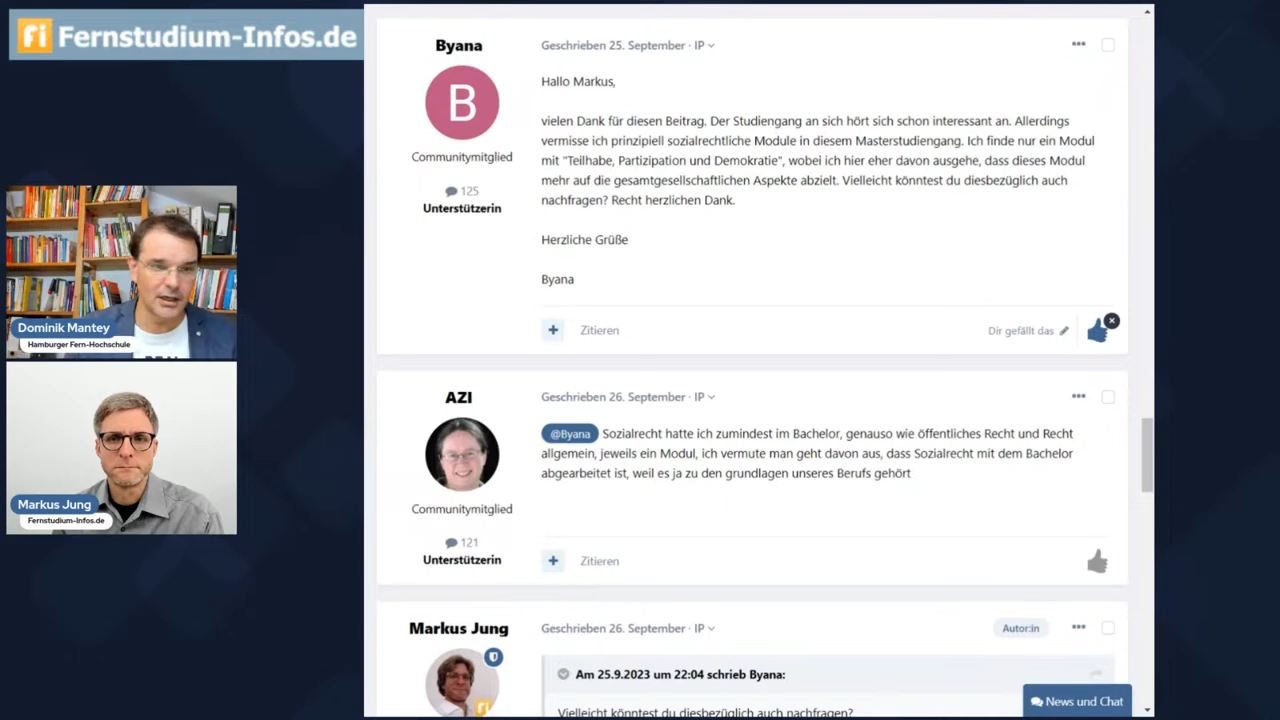 fi Fernstudium-Infos.de
Dominik Mantey
Hamburger Fern-Hochschule
Markus Jung
Fernstudium-Infos.de
Byana
B
Communitymitglied
125
Unterstützerin
Geschrieben 25. September · IP
Hallo Markus,
vielen Dank für diesen Beitrag. Der Studiengang an sich hört sich schon interessant an. Allerdings
vermisse ich prinzipiell sozialrechtliche Module in diesem Masterstudiengang. Ich finde nur ein Modul
mit "Teilhabe, Partizipation und Demokratie", wobei ich hier eher davon ausgehe, dass dieses Modul
mehr auf die gesamtgesellschaftlichen Aspekte abzielt. Vielleicht könntest du diesbezüglich auch
nachfragen? Recht herzlichen Dank.
Herzliche Grüße
Byana
+ Zitieren
Dir gefällt das
AZI
Communitymitglied
121
Unterstützerin
Geschrieben 26. September · IP
@Byana Sozialrecht hatte ich zumindest im Bachelor, genauso wie öffentliches Recht und Recht
allgemein, jeweils ein Modul, ich vermute man geht davon aus, dass Sozialrecht mit dem Bachelor
abgearbeitet ist, weil es ja zu den grundlagen unseres Berufs gehört
+ Zitieren
Markus Jung
fi
Geschrieben 26. September · IP
Autor:in
Am 25.9.2023 um 22:04 schrieb Byana:
Vielleicht könntest du diesbezüglich auch nachfragen?
News und Chat